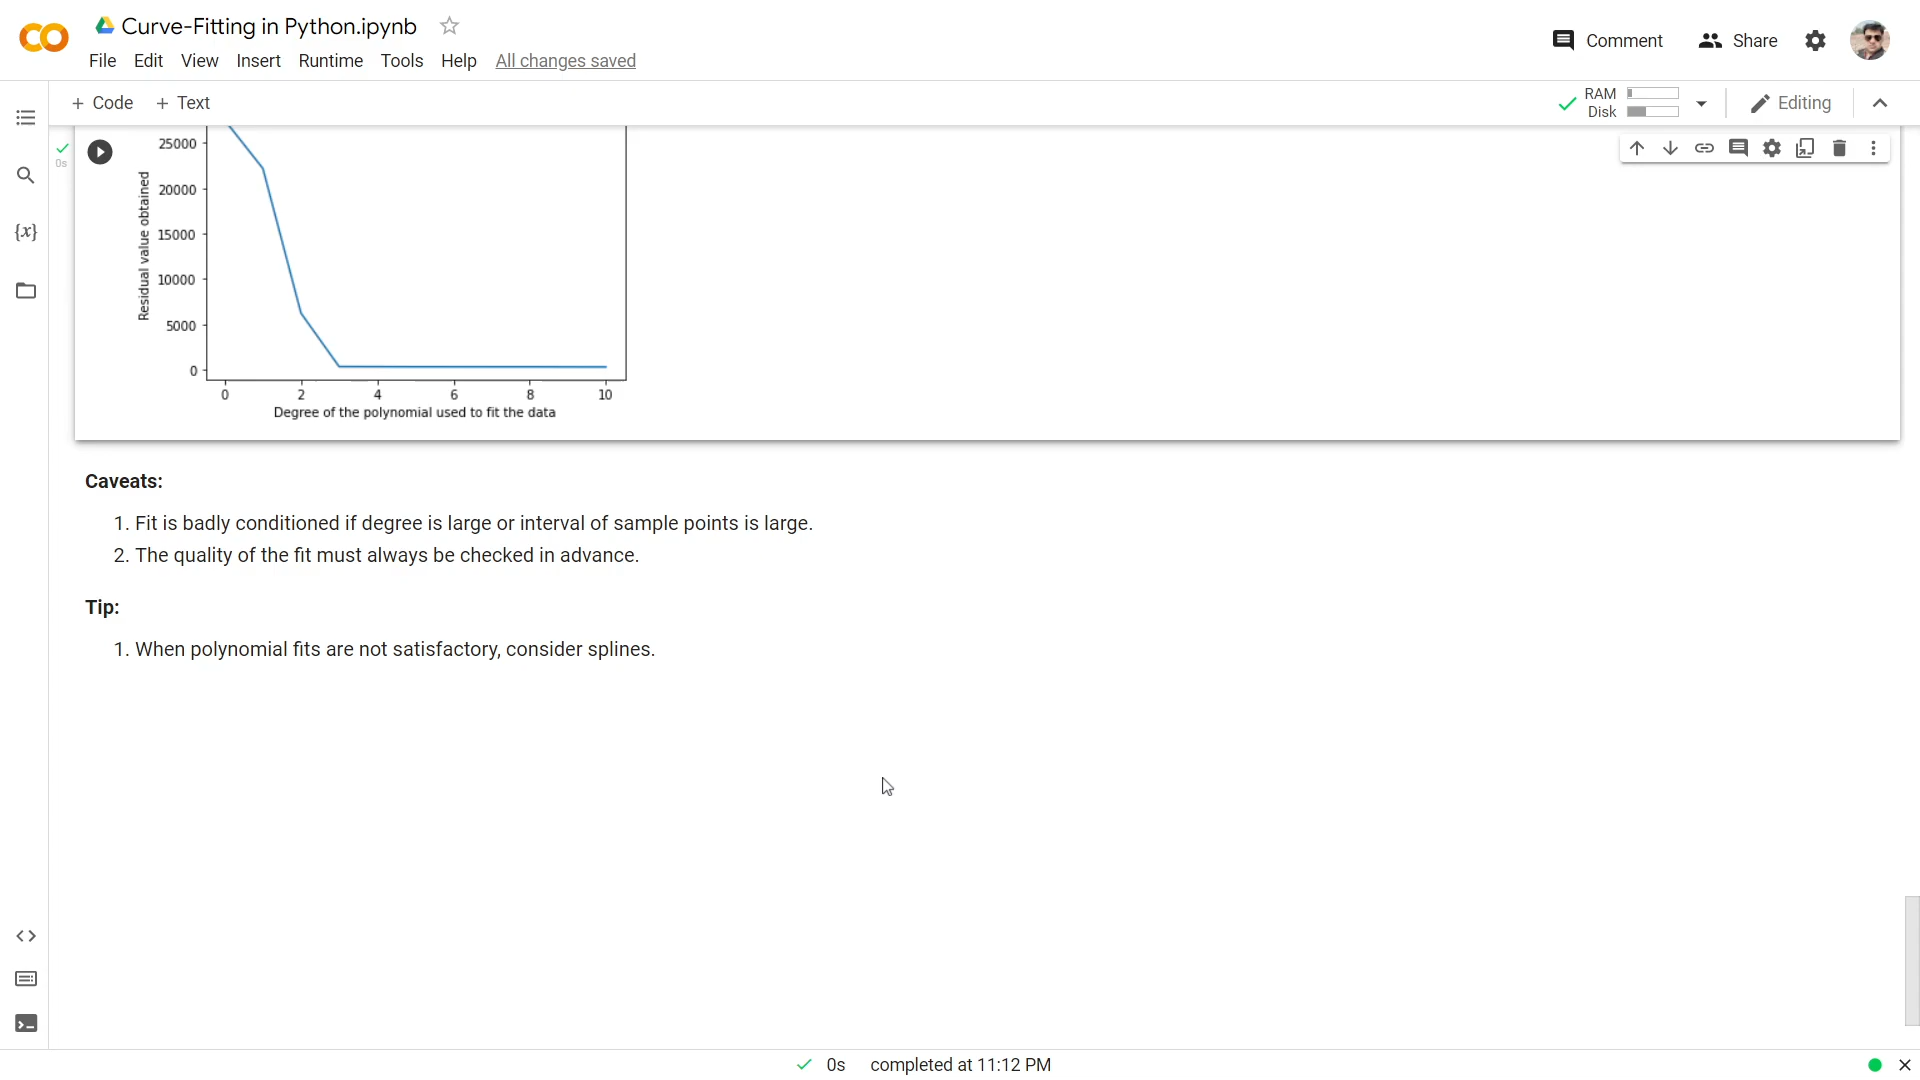 Curve-Fitting in Python.ipynb
File Edit View Insert Runtime Tools Help All changes saved
Comment Share
+ Code + Text
RAM
Disk
Editing
0s
{x}
25000
20000
15000
10000
5000
0
Residual value obtained
0 2 4 6 8 10
Degree of the polynomial used to fit the data
Caveats:
1. Fit is badly conditioned if degree is large or interval of sample points is large.
2. The quality of the fit must always be checked in advance.
Tip:
1. When polynomial fits are not satisfactory, consider splines.
0s completed at 11:12 PM